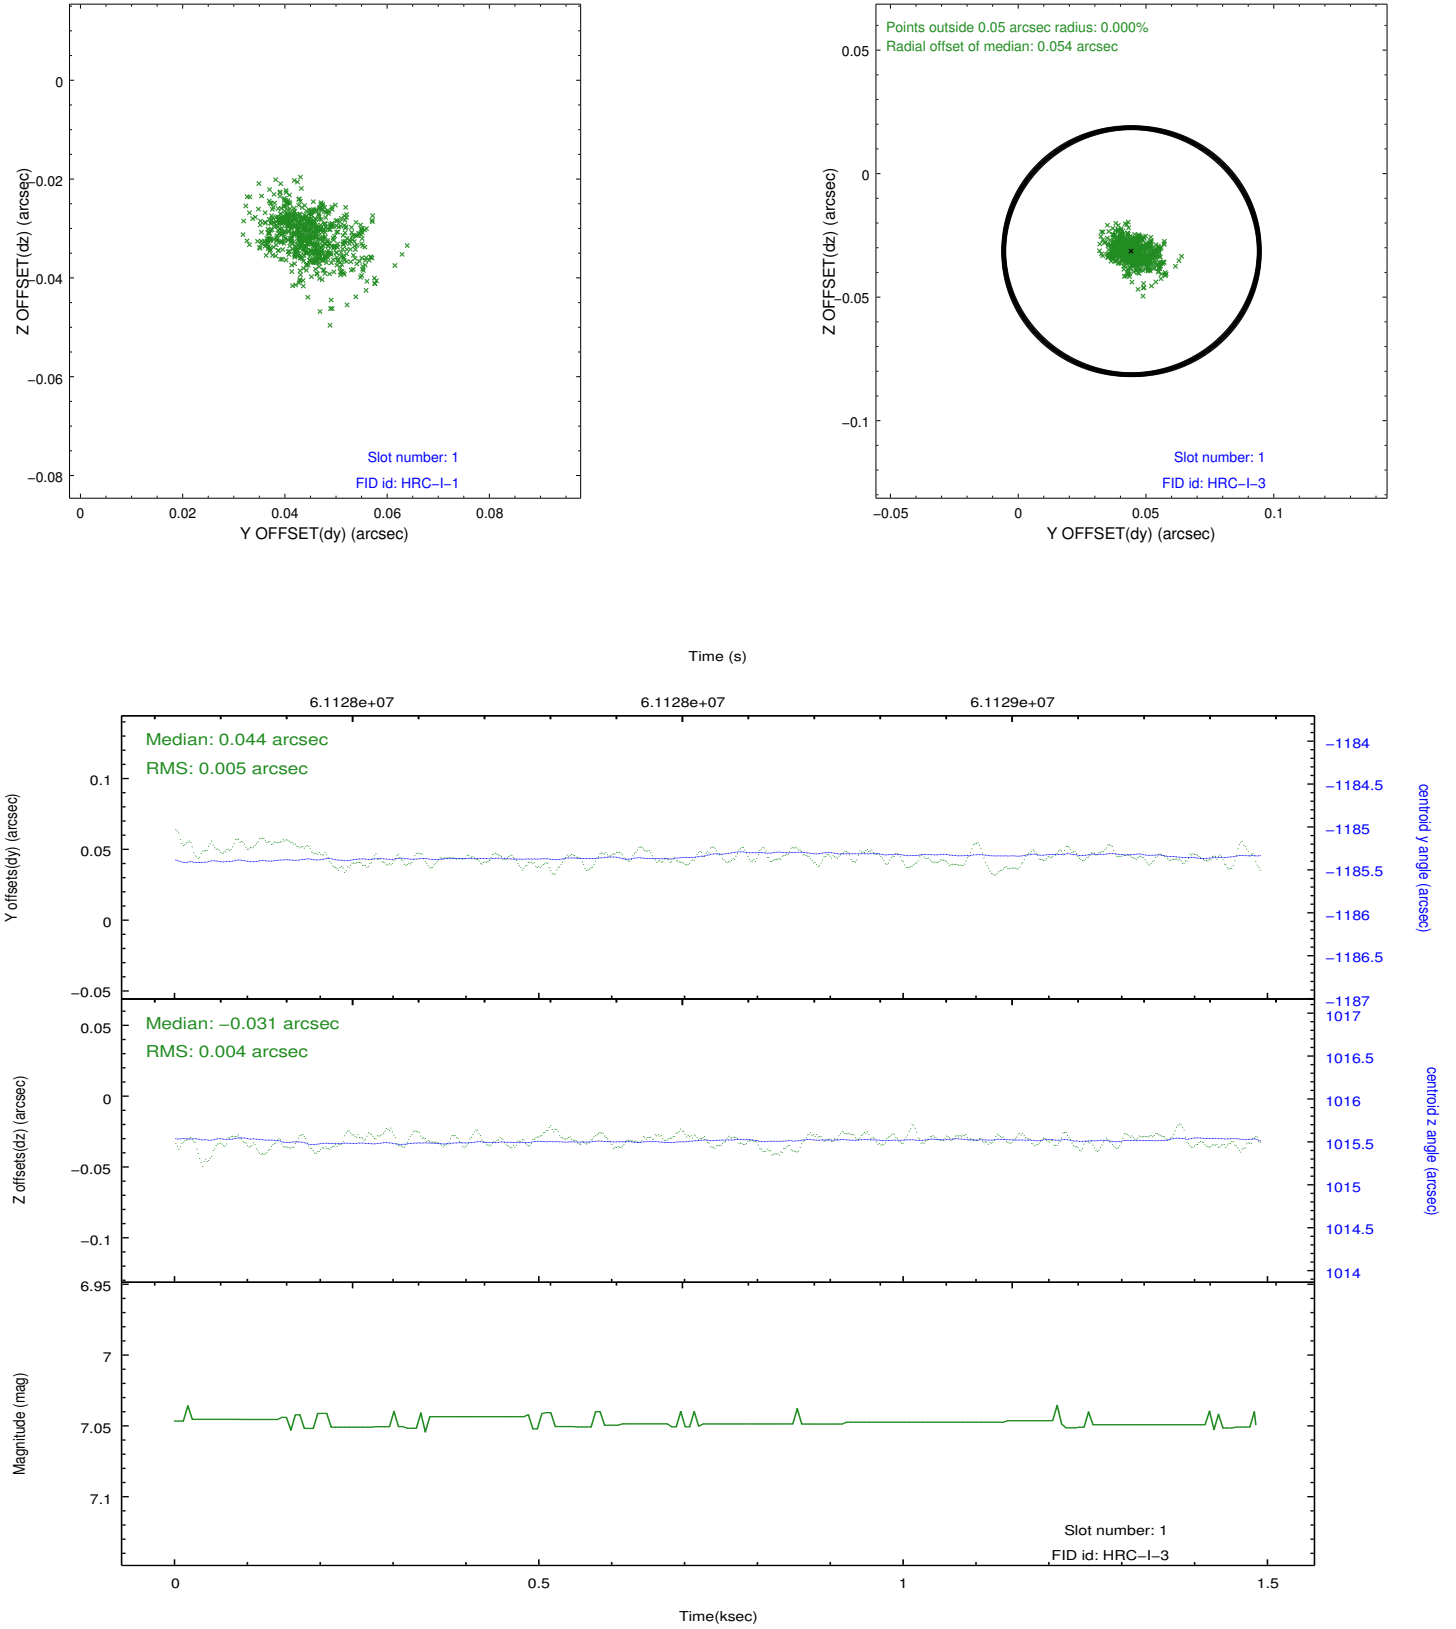 0
−0.02
−0.04
−0.06
−0.08
Z OFFSET(dz) (arcsec)
Slot number: 1
FID id: HRC−I−1
0
0.02
0.04
0.06
0.08
Y OFFSET(dy) (arcsec)
Points outside 0.05 arcsec radius: 0.000%
Radial offset of median: 0.054 arcsec
0.05
0
−0.05
−0.1
Z OFFSET(dz) (arcsec)
Slot number: 1
FID id: HRC−I−3
−0.05
0
0.05
0.1
Y OFFSET(dy) (arcsec)
Time (s)
6.1128e+07
6.1128e+07
6.1129e+07
Median: 0.044 arcsec
RMS: 0.005 arcsec
0.1
0.05
0
−0.05
Y offsets(dy) (arcsec)
−1184
−1184.5
−1185
−1185.5
−1186
−1186.5
−1187
centroid y angle (arcsec)
Median: −0.031 arcsec
RMS: 0.004 arcsec
0.05
0
−0.05
−0.1
Z offsets(dz) (arcsec)
1017
1016.5
1016
1015.5
1015
1014.5
1014
centroid z angle (arcsec)
6.95
7
7.05
7.1
Magnitude (mag)
Slot number: 1
FID id: HRC−I−3
0
0.5
1
1.5
Time(ksec)